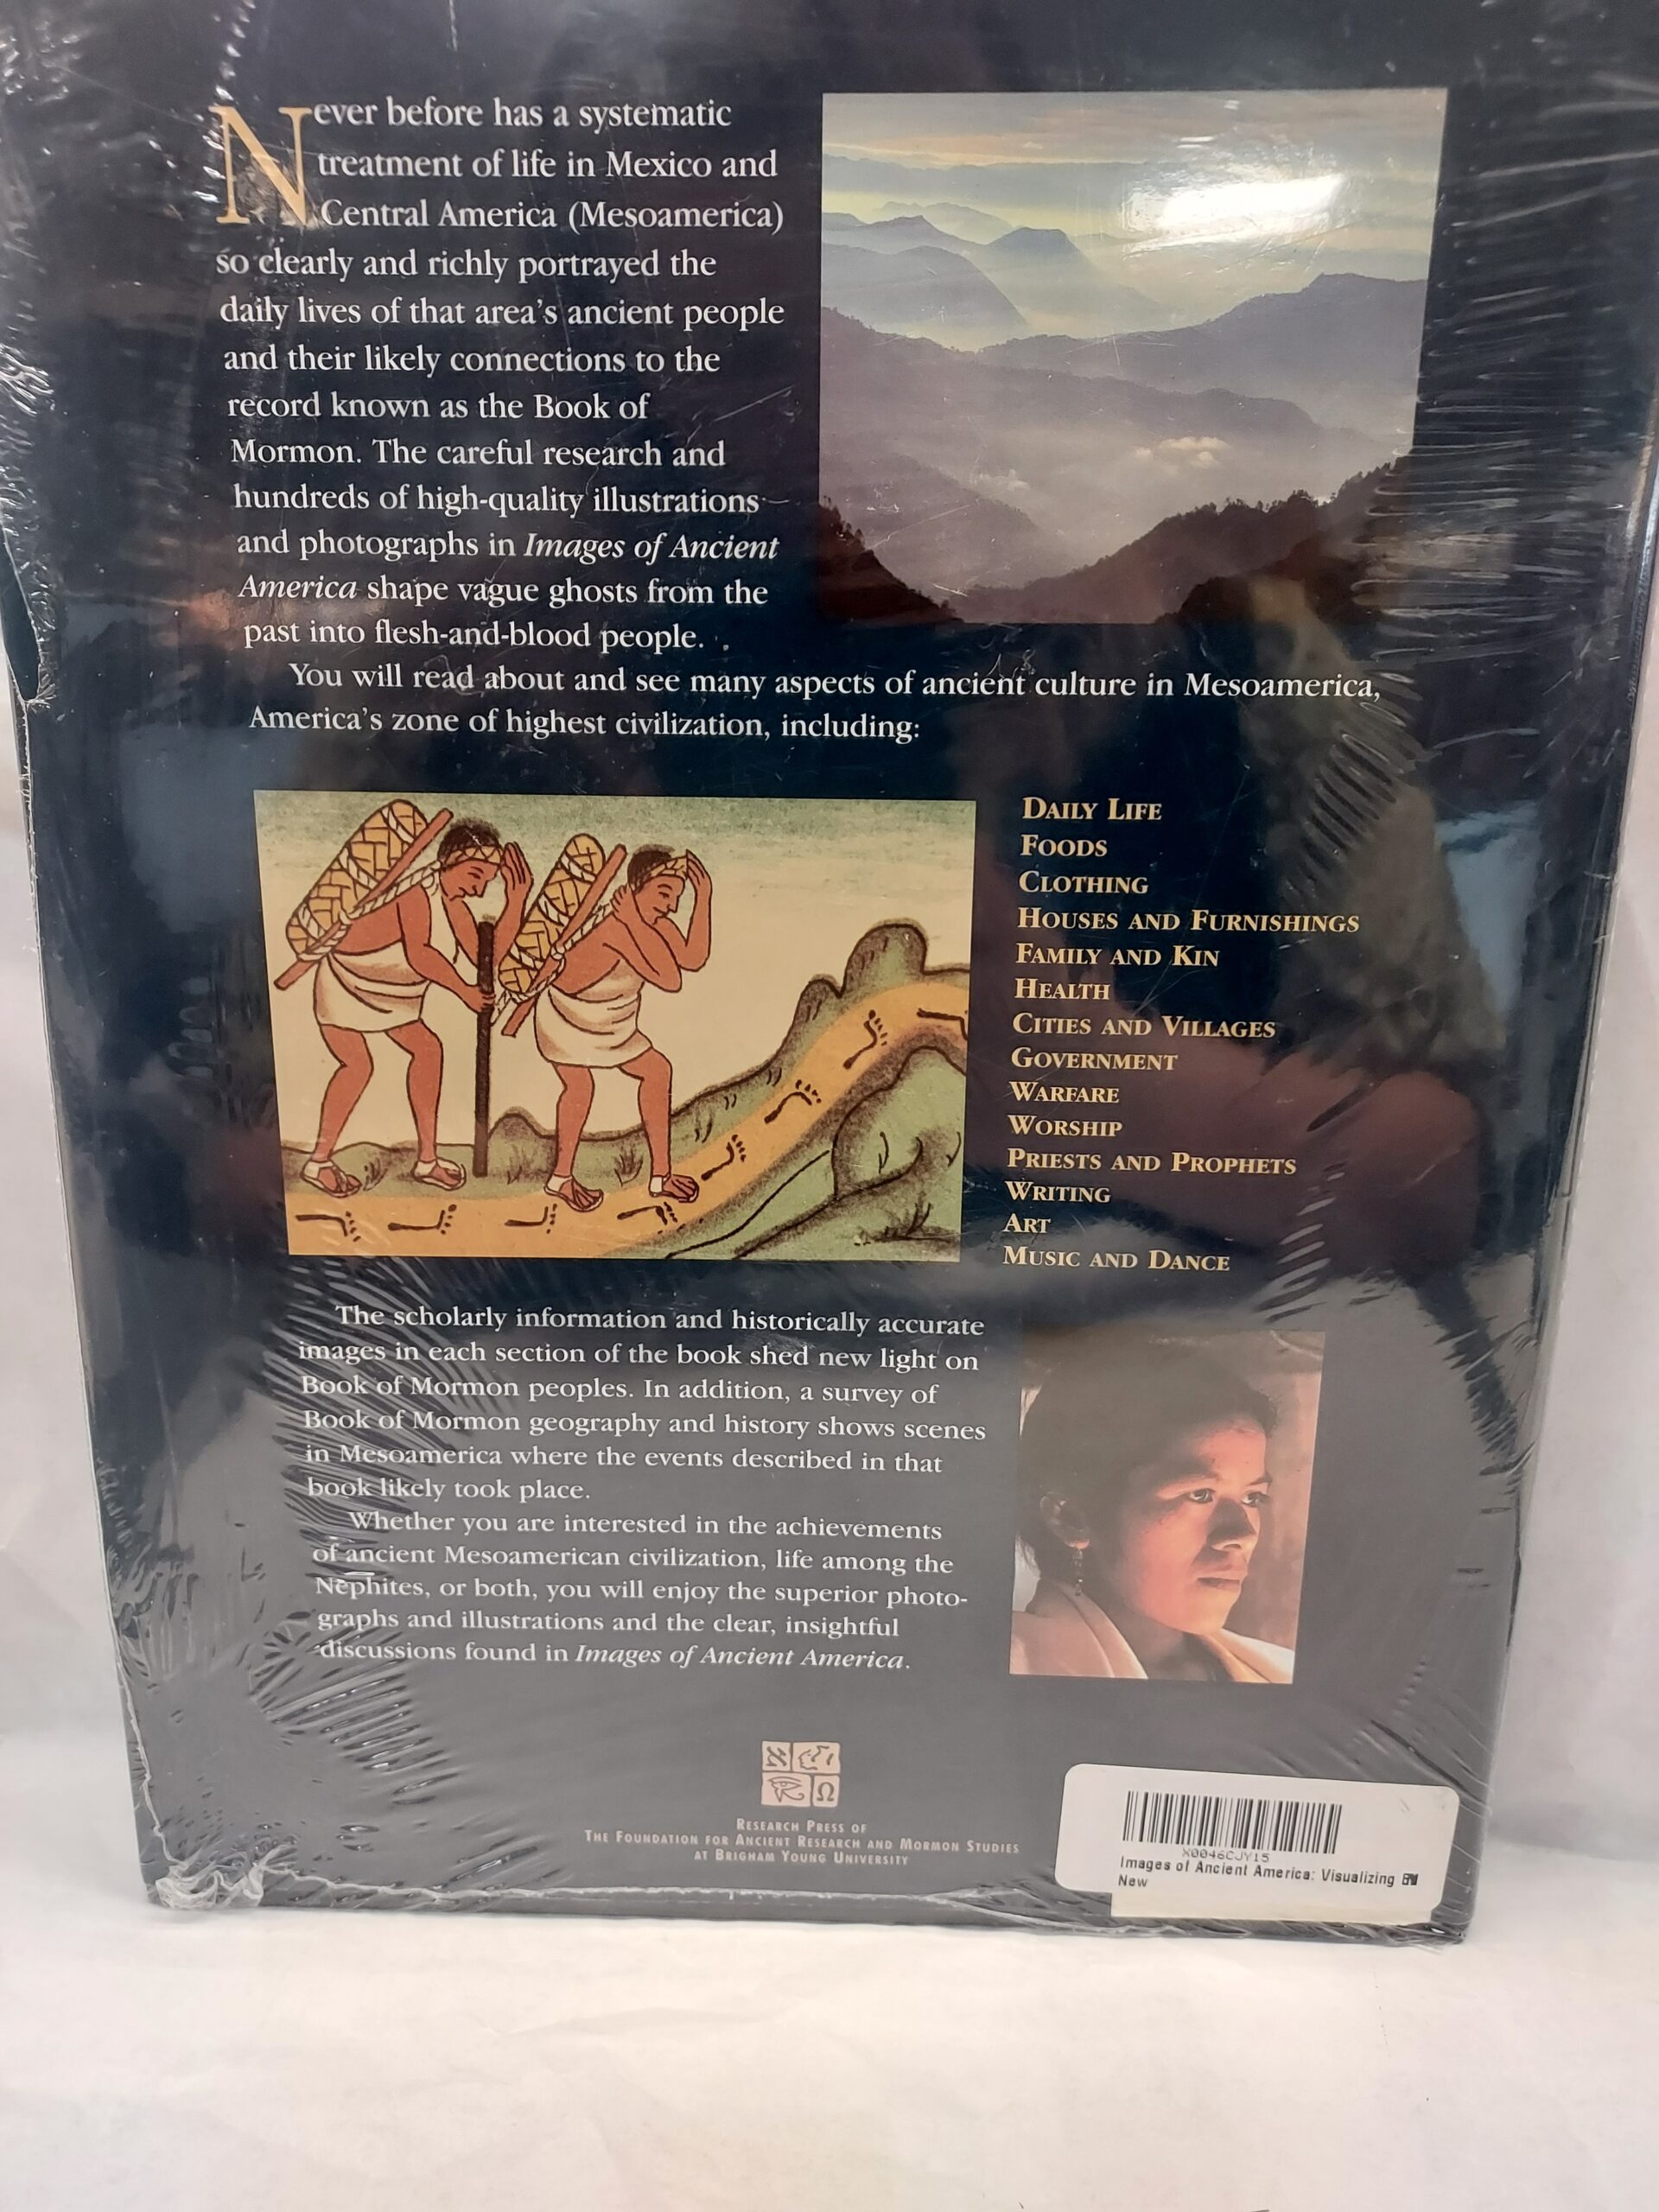 Never before has a systematic
treatment of life in Mexico and
Central America (Mesoamerica)
so clearly and richly portrayed the
daily lives of that area's ancient people
and their likely connections to the
record known as the Book of
Mormon. The careful research and
hundreds of high-quality illustrations
and photographs in Images of Ancient
America shape vague ghosts from the
past into flesh-and-blood people.
You will read about and see many aspects of ancient culture in Mesoamerica,
America's zone of highest civilization, including:
DAILY LIFE
FOODS
CLOTHING
HOUSES AND FURNISHINGS
FAMILY AND KIN
HEALTH
CITIES AND VILLAGES
GOVERNMENT
WARFARE
WORSHIP
PRIESTS AND PROPHETS
WRITING
ART
MUSIC AND DANCE
The scholarly information and historically accurate
images in each section of the book shed new light on
Book of Mormon peoples. In addition, a survey of
Book of Mormon geography and history shows scenes
in Mesoamerica where the events described in that
book likely took place.
Whether you are interested in the achievements
of ancient Mesoamerican civilization, life among the
Nephites, or both, you will enjoy the superior photo-
graphs and illustrations and the clear, insightful
discussions found in Images of Ancient America.
א
Ω
RESEARCH PRESS OF
THE FOUNDATION FOR ANCIENT RESEARCH AND MORMON STUDIES
AT BRIGHAM YOUNG UNIVERSITY
X0046CJY15
Images of Ancient America: Visualizing
New